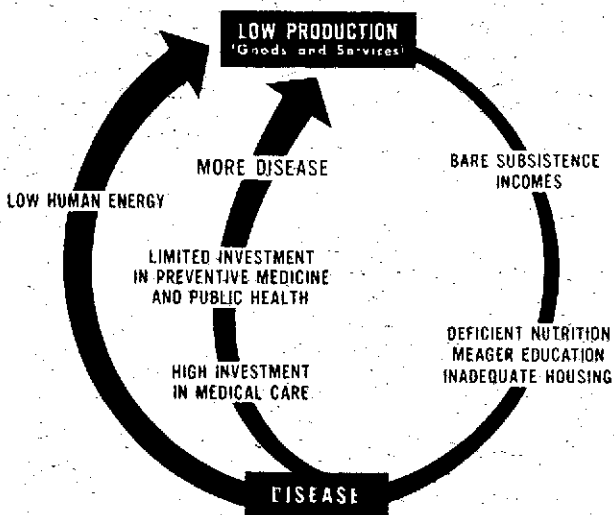 LOW PRODUCTION
(Goods and Services)
BARE SUBSISTENCE
INCOMES
DEFICIENT NUTRITION
MEAGER EDUCATION
INADEQUATE HOUSING
DISEASE
HIGH INVESTMENT
IN MEDICAL CARE
LIMITED INVESTMENT
IN PREVENTIVE MEDICINE
AND PUBLIC HEALTH
MORE DISEASE
LOW HUMAN ENERGY